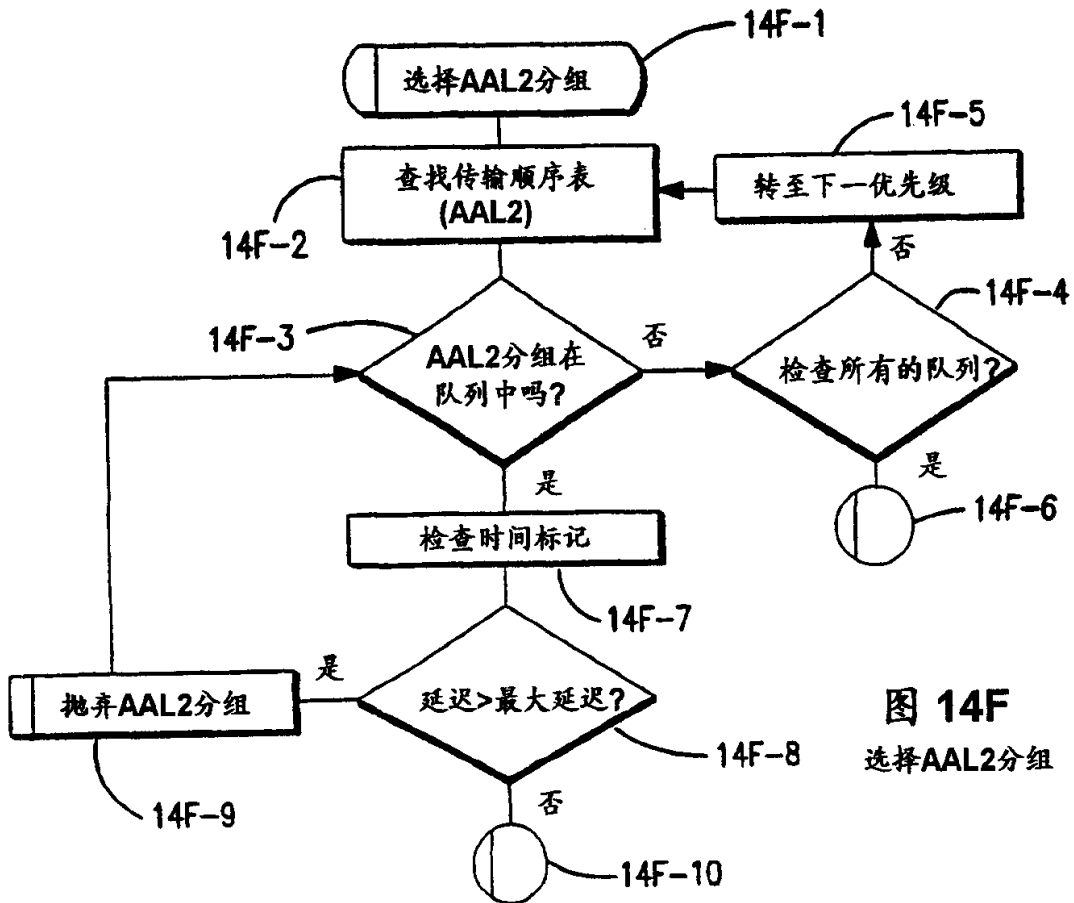 14F-1
选择AAL2分组
14F-5
查找传输顺序表
(AAL2)
转至下一优先级
14F-2
否
14F-4
14F-3
否
AAL2分组在
队列中吗?
检查所有的队列?
是
是
14F-6
检查时间标记
14F-7
是
抛弃AAL2分组
延迟>最大延迟?
图 14F
14F-8
选择AAL2分组
14F-9
否
14F-10